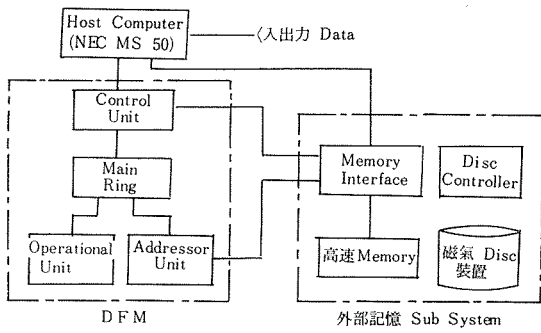 Host Computer
(NEC MS 50)
〈入出力 Data
Control
Unit
Main
Ring
Operational
Unit
Addressor
Unit
DFM
Memory
Interface
Disc
Controller
高速Memory
磁氣 Disc
裝置
外部記憶 Sub System